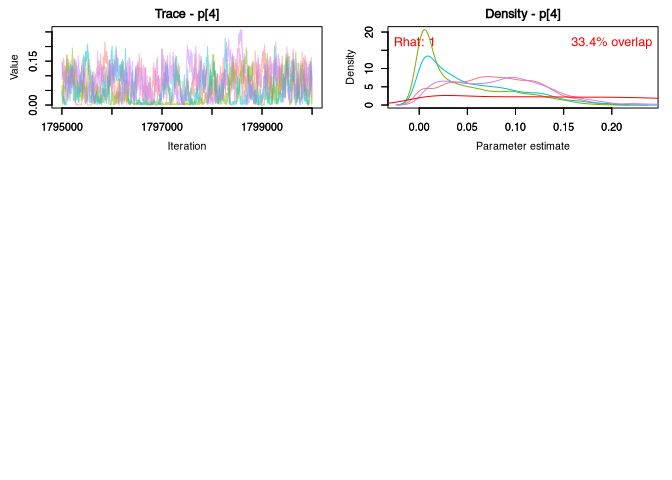 Trace - p[4]
Value
0.00
0.15
1795000
1797000
1799000
Iteration
Density - p[4]
Rhat: 1
33.4% overlap
Density
0
5
10
20
0.00
0.05
0.10
0.15
0.20
Parameter estimate